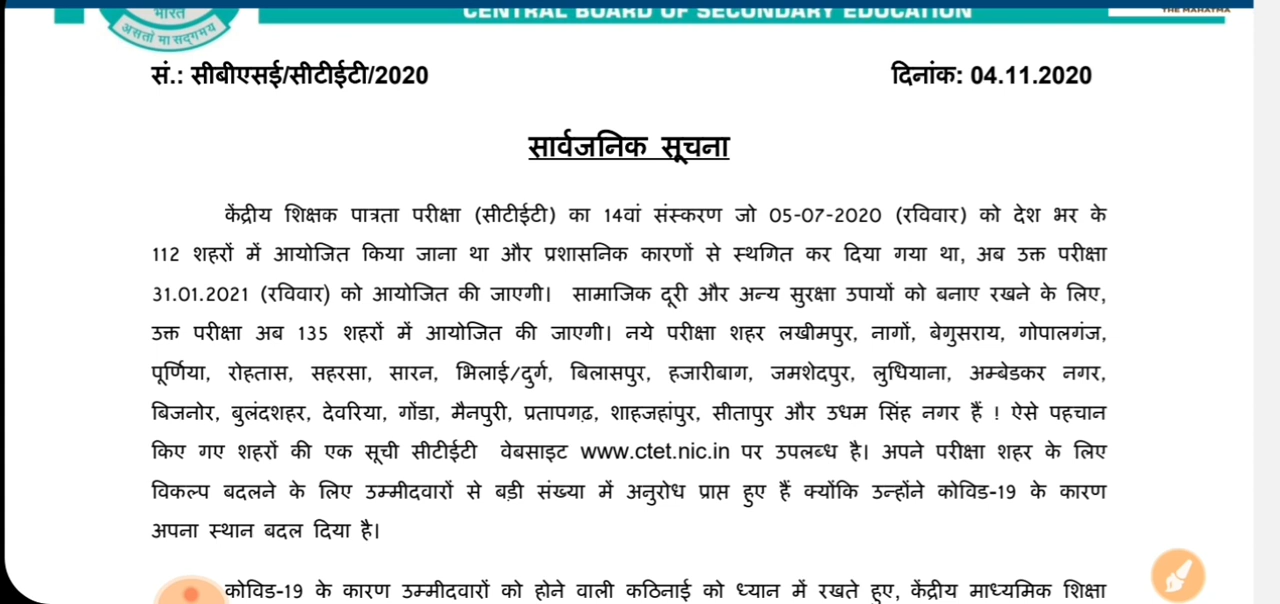 भारत
CENTRAL BOARD OF SECONDARY EDUCATION
THE MAHATMA
असतो मा सद्गमय
सं.: सीबीएसई/सीटीईटी/2020 दिनांक: 04.11.2020
सार्वजनिक सूचना
केंद्रीय शिक्षक पात्रता परीक्षा (सीटीईटी) का 14वां संस्करण जो 05-07-2020 (रविवार) को देश भर के
112 शहरों में आयोजित किया जाना था और प्रशासनिक कारणों से स्थगित कर दिया गया था, अब उक्त परीक्षा
31.01.2021 (रविवार) को आयोजित की जाएगी। सामाजिक दूरी और अन्य सुरक्षा उपायों को बनाए रखने के लिए,
उक्त परीक्षा अब 135 शहरों में आयोजित की जाएगी। नये परीक्षा शहर लखीमपुर, नागों, बेगुसराय, गोपालगंज,
पूर्णिया, रोहतास, सहरसा, सारन, भिलाई/दुर्ग, बिलासपुर, हजारीबाग, जमशेदपुर, लुधियाना, अम्बेडकर नगर,
बिजनोर, बुलंदशहर, देवरिया, गोंडा, मैनपुरी, प्रतापगढ़, शाहजहांपुर, सीतापुर और उधम सिंह नगर हैं ! ऐसे पहचान
किए गए शहरों की एक सूची सीटीईटी वेबसाइट www.ctet.nic.in पर उपलब्ध है। अपने परीक्षा शहर के लिए
विकल्प बदलने के लिए उम्मीदवारों से बड़ी संख्या में अनुरोध प्राप्त हुए हैं क्योंकि उन्होंने कोविड-19 के कारण
अपना स्थान बदल दिया है।
कोविड-19 के कारण उम्मीदवारों को होने वाली कठिनाई को ध्यान में रखते हुए, केंद्रीय माध्यमिक शिक्षा